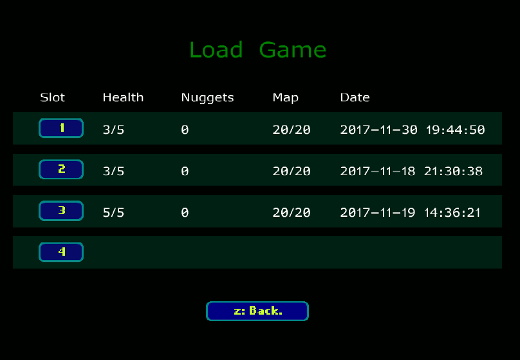 Load Game
Slot Health Nuggets Map Date
1 3/5 0 20/20 2017-11-30 19:44:50
2 3/5 0 20/20 2017-11-18 21:30:38
3 5/5 0 20/20 2017-11-19 14:36:21
4
z: Back.